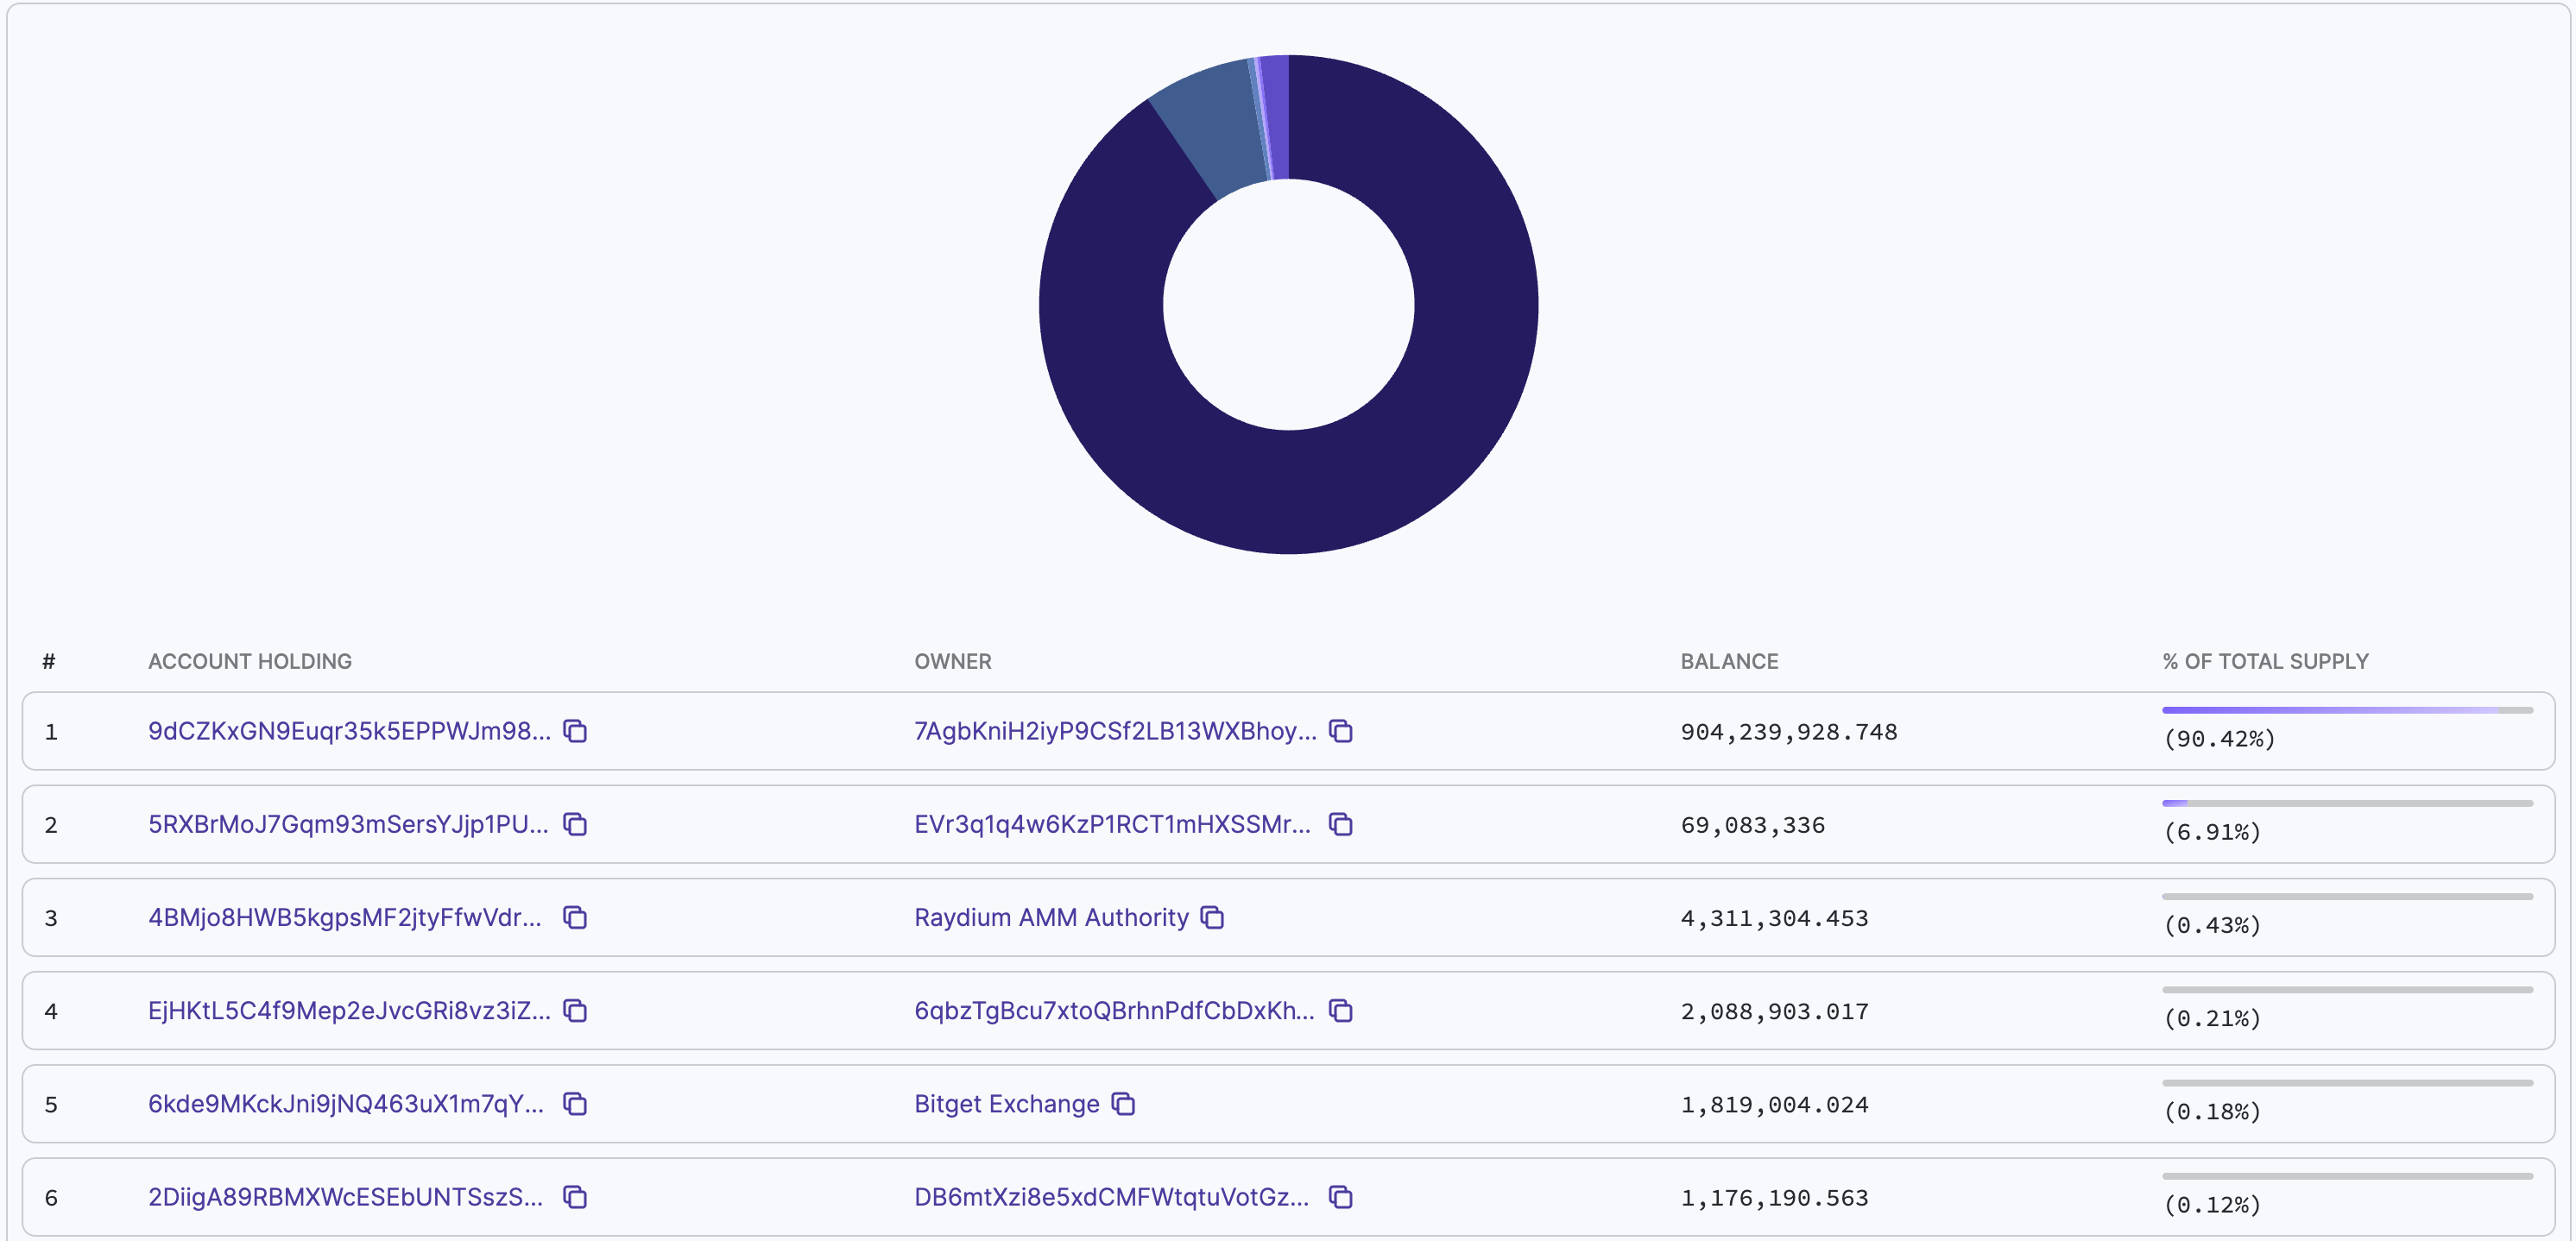 # ACCOUNT HOLDING OWNER BALANCE % OF TOTAL SUPPLY
1 9dCZKxGN9Euqr35k5EPPWJm98... 7AgbKniH2iyP9CSf2LB13WXBhoy... 904,239,928.748 (90.42%)
2 5RXBrMoJ7Gqm93mSersYJjp1PU... EVr3q1q4w6KzP1RCT1mHXSSMr... 69,083,336 (6.91%)
3 4BMjo8HWB5kgpsMF2jtyFfwVdr... Raydium AMM Authority 4,311,304.453 (0.43%)
4 EjHKtL5C4f9Mep2eJvcGRi8vz3iZ... 6qbzTgBcu7xtoQBrhnPdfCbDxKh... 2,088,903.017 (0.21%)
5 6kde9MKckJni9jNQ463uX1m7qY... Bitget Exchange 1,819,004.024 (0.18%)
6 2DiigA89RBMXWcESEbUNTSszS... DB6mtXzi8e5xdCMFWtqtuVotGz... 1,176,190.563 (0.12%)